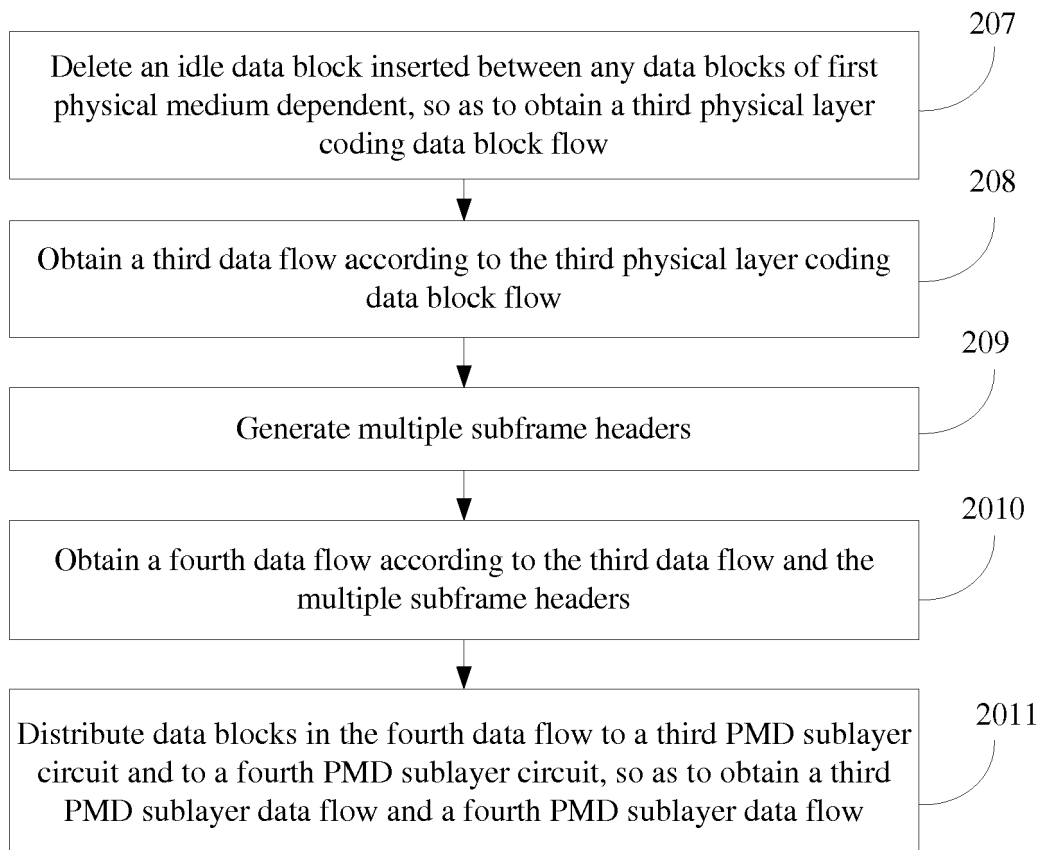 207
Delete an idle data block inserted between any data blocks of first
physical medium dependent, so as to obtain a third physical layer
coding data block flow
208
Obtain a third data flow according to the third physical layer coding
data block flow
209
Generate multiple subframe headers
2010
Obtain a fourth data flow according to the third data flow and the
multiple subframe headers
2011
Distribute data blocks in the fourth data flow to a third PMD sublayer
circuit and to a fourth PMD sublayer circuit, so as to obtain a third
PMD sublayer data flow and a fourth PMD sublayer data flow